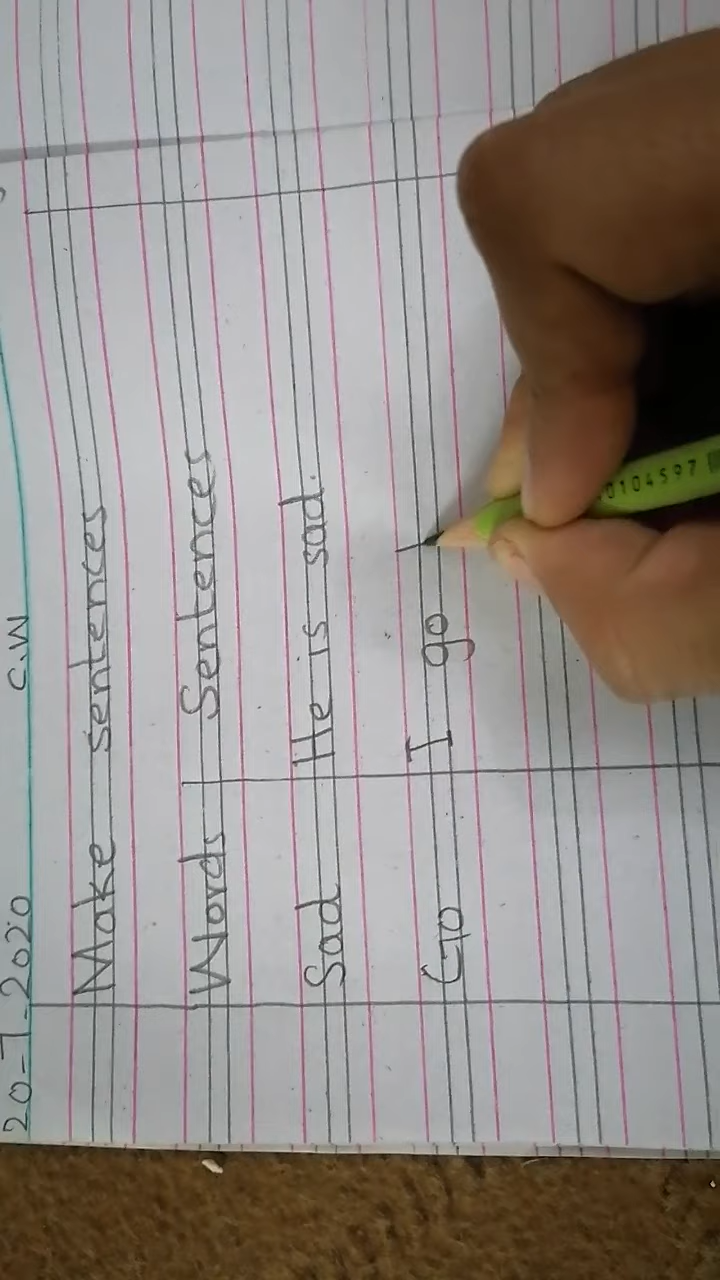 20-7-2020 C.W
Make sentences
Words Sentences
Sad He is sad.
Go I go
0104597